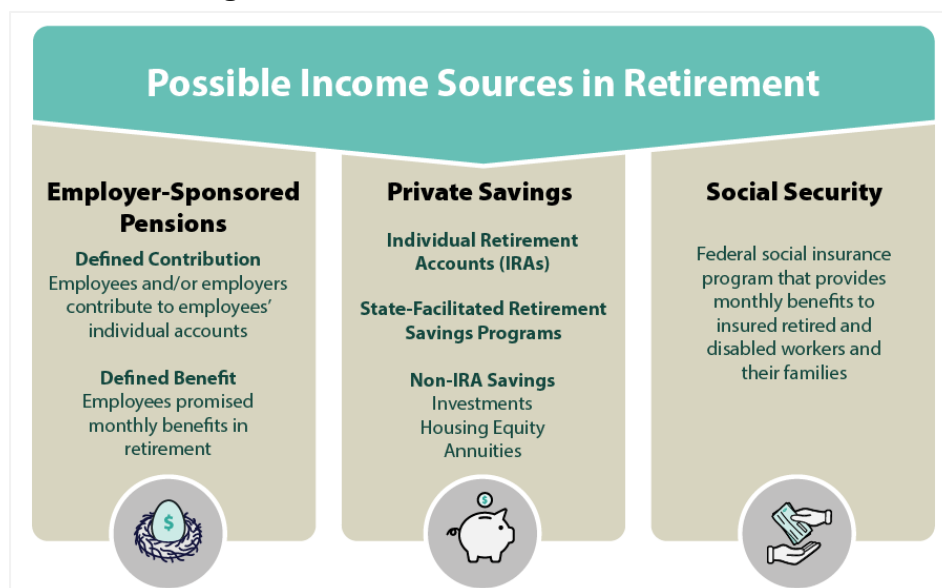 Possible Income Sources in Retirement
Employer-Sponsored
Pensions
Defined Contribution
Employees and/or employers
contribute to employees'
individual accounts
Defined Benefit
Employees promised
monthly benefits in
retirement
$
Private Savings
Individual Retirement
Accounts (IRAs)
State-Facilitated Retirement
Savings Programs
Non-IRA Savings
Investments
Housing Equity
Annuities
$
Social Security
Federal social insurance
program that provides
monthly benefits to
insured retired and
disabled workers and
their families